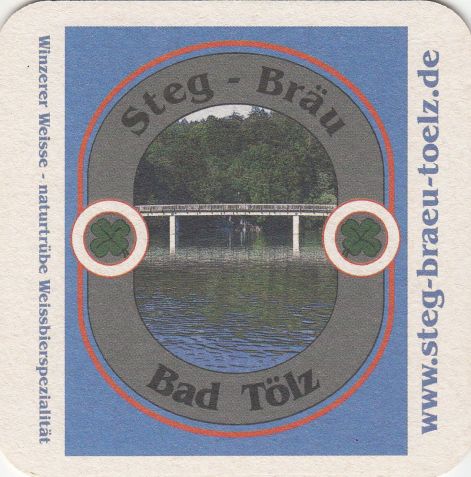 Steg - Bräu
Bad Tölz
Winzerer Weisse - naturtrübe Weissbierspezialität
www.steg-braeu-toelz.de